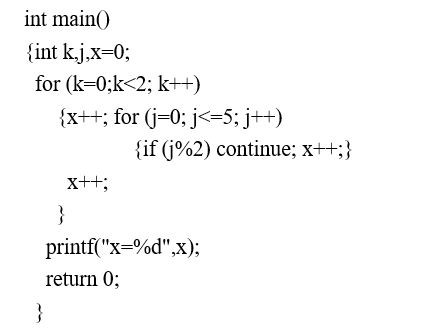 int main()
{int k,j,x=0;
for (k=0;k<2; k++)
{x++; for (j=0; j<=5; j++)
{if (j%2) continue; x++;}
x++;
}
printf("x=%d",x);
return 0;
}